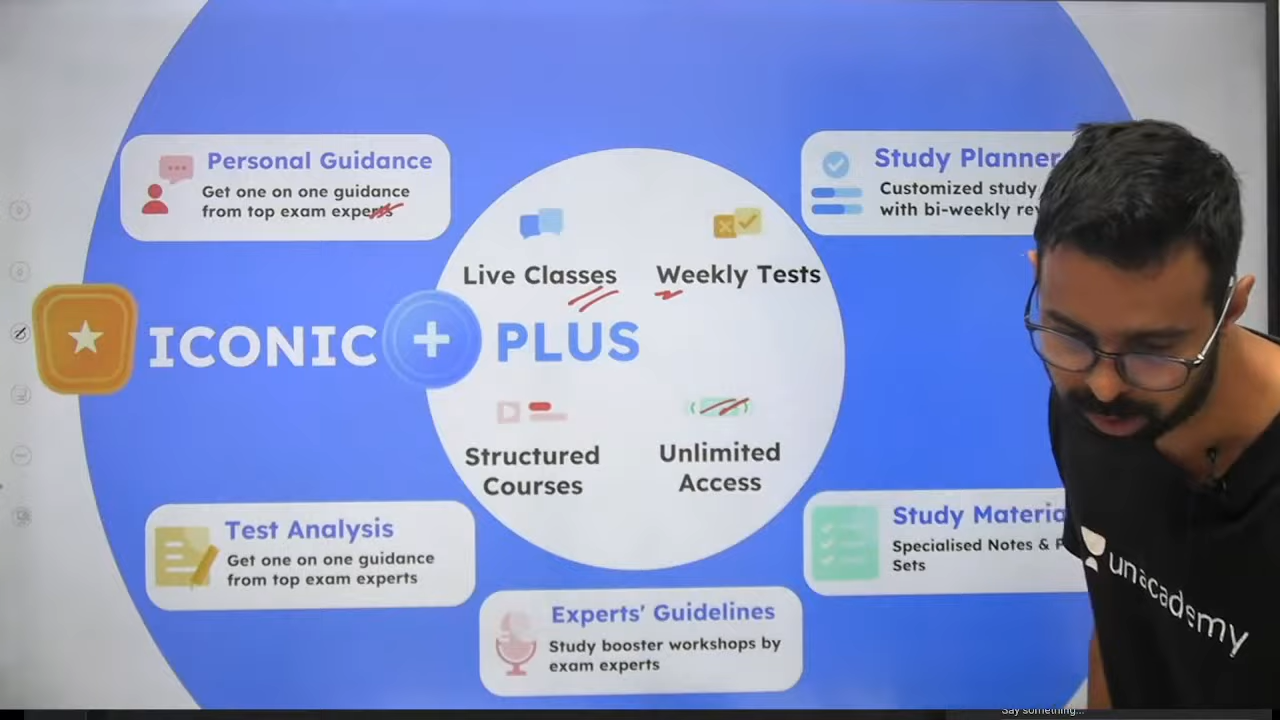 Personal Guidance
Get one on one guidance
from top exam experts
Study Planner
Customized study
with bi-weekly
Live Classes
Weekly Tests
ICONIC + PLUS
Structured
Courses
Unlimited
Access
Test Analysis
Get one on one guidance
from top exam experts
Study Materia
Specialised Notes &
Sets
Experts' Guidelines
Study booster workshops by
exam experts
unacademy
Say something...